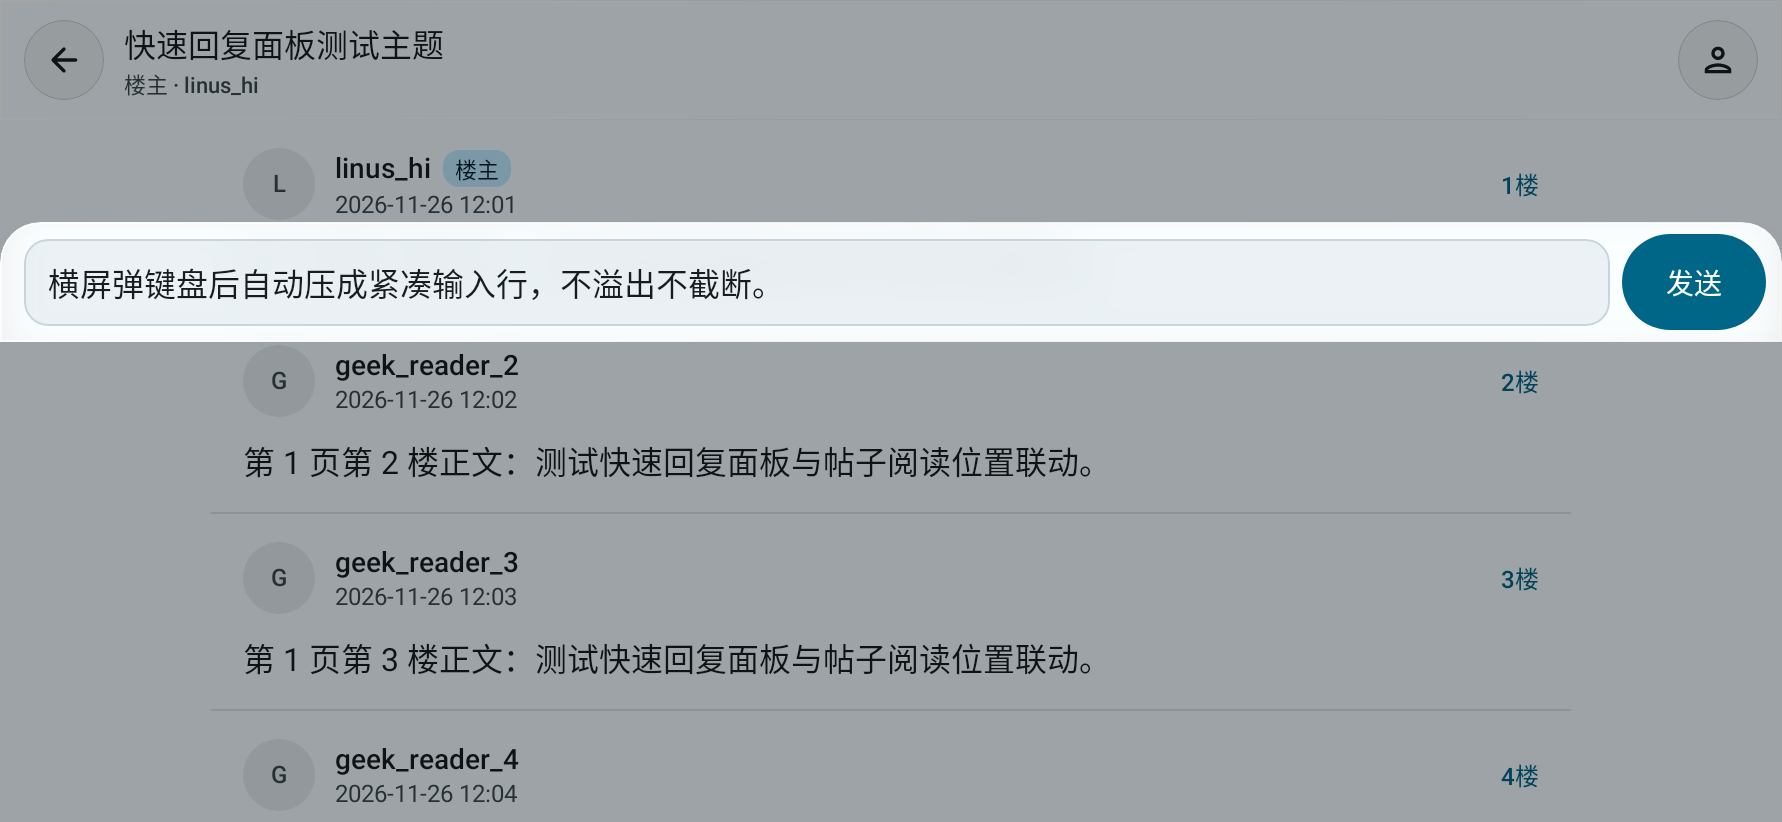 快速回复面板测试主题
楼主 · linus_hi
L
linus_hi 楼主
2026-11-26 12:01
1楼
横屏弹键盘后自动压成紧凑输入行，不溢出不截断。
发送
G
geek_reader_2
2026-11-26 12:02
2楼
第 1 页第 2 楼正文：测试快速回复面板与帖子阅读位置联动。
G
geek_reader_3
2026-11-26 12:03
3楼
第 1 页第 3 楼正文：测试快速回复面板与帖子阅读位置联动。
G
geek_reader_4
2026-11-26 12:04
4楼